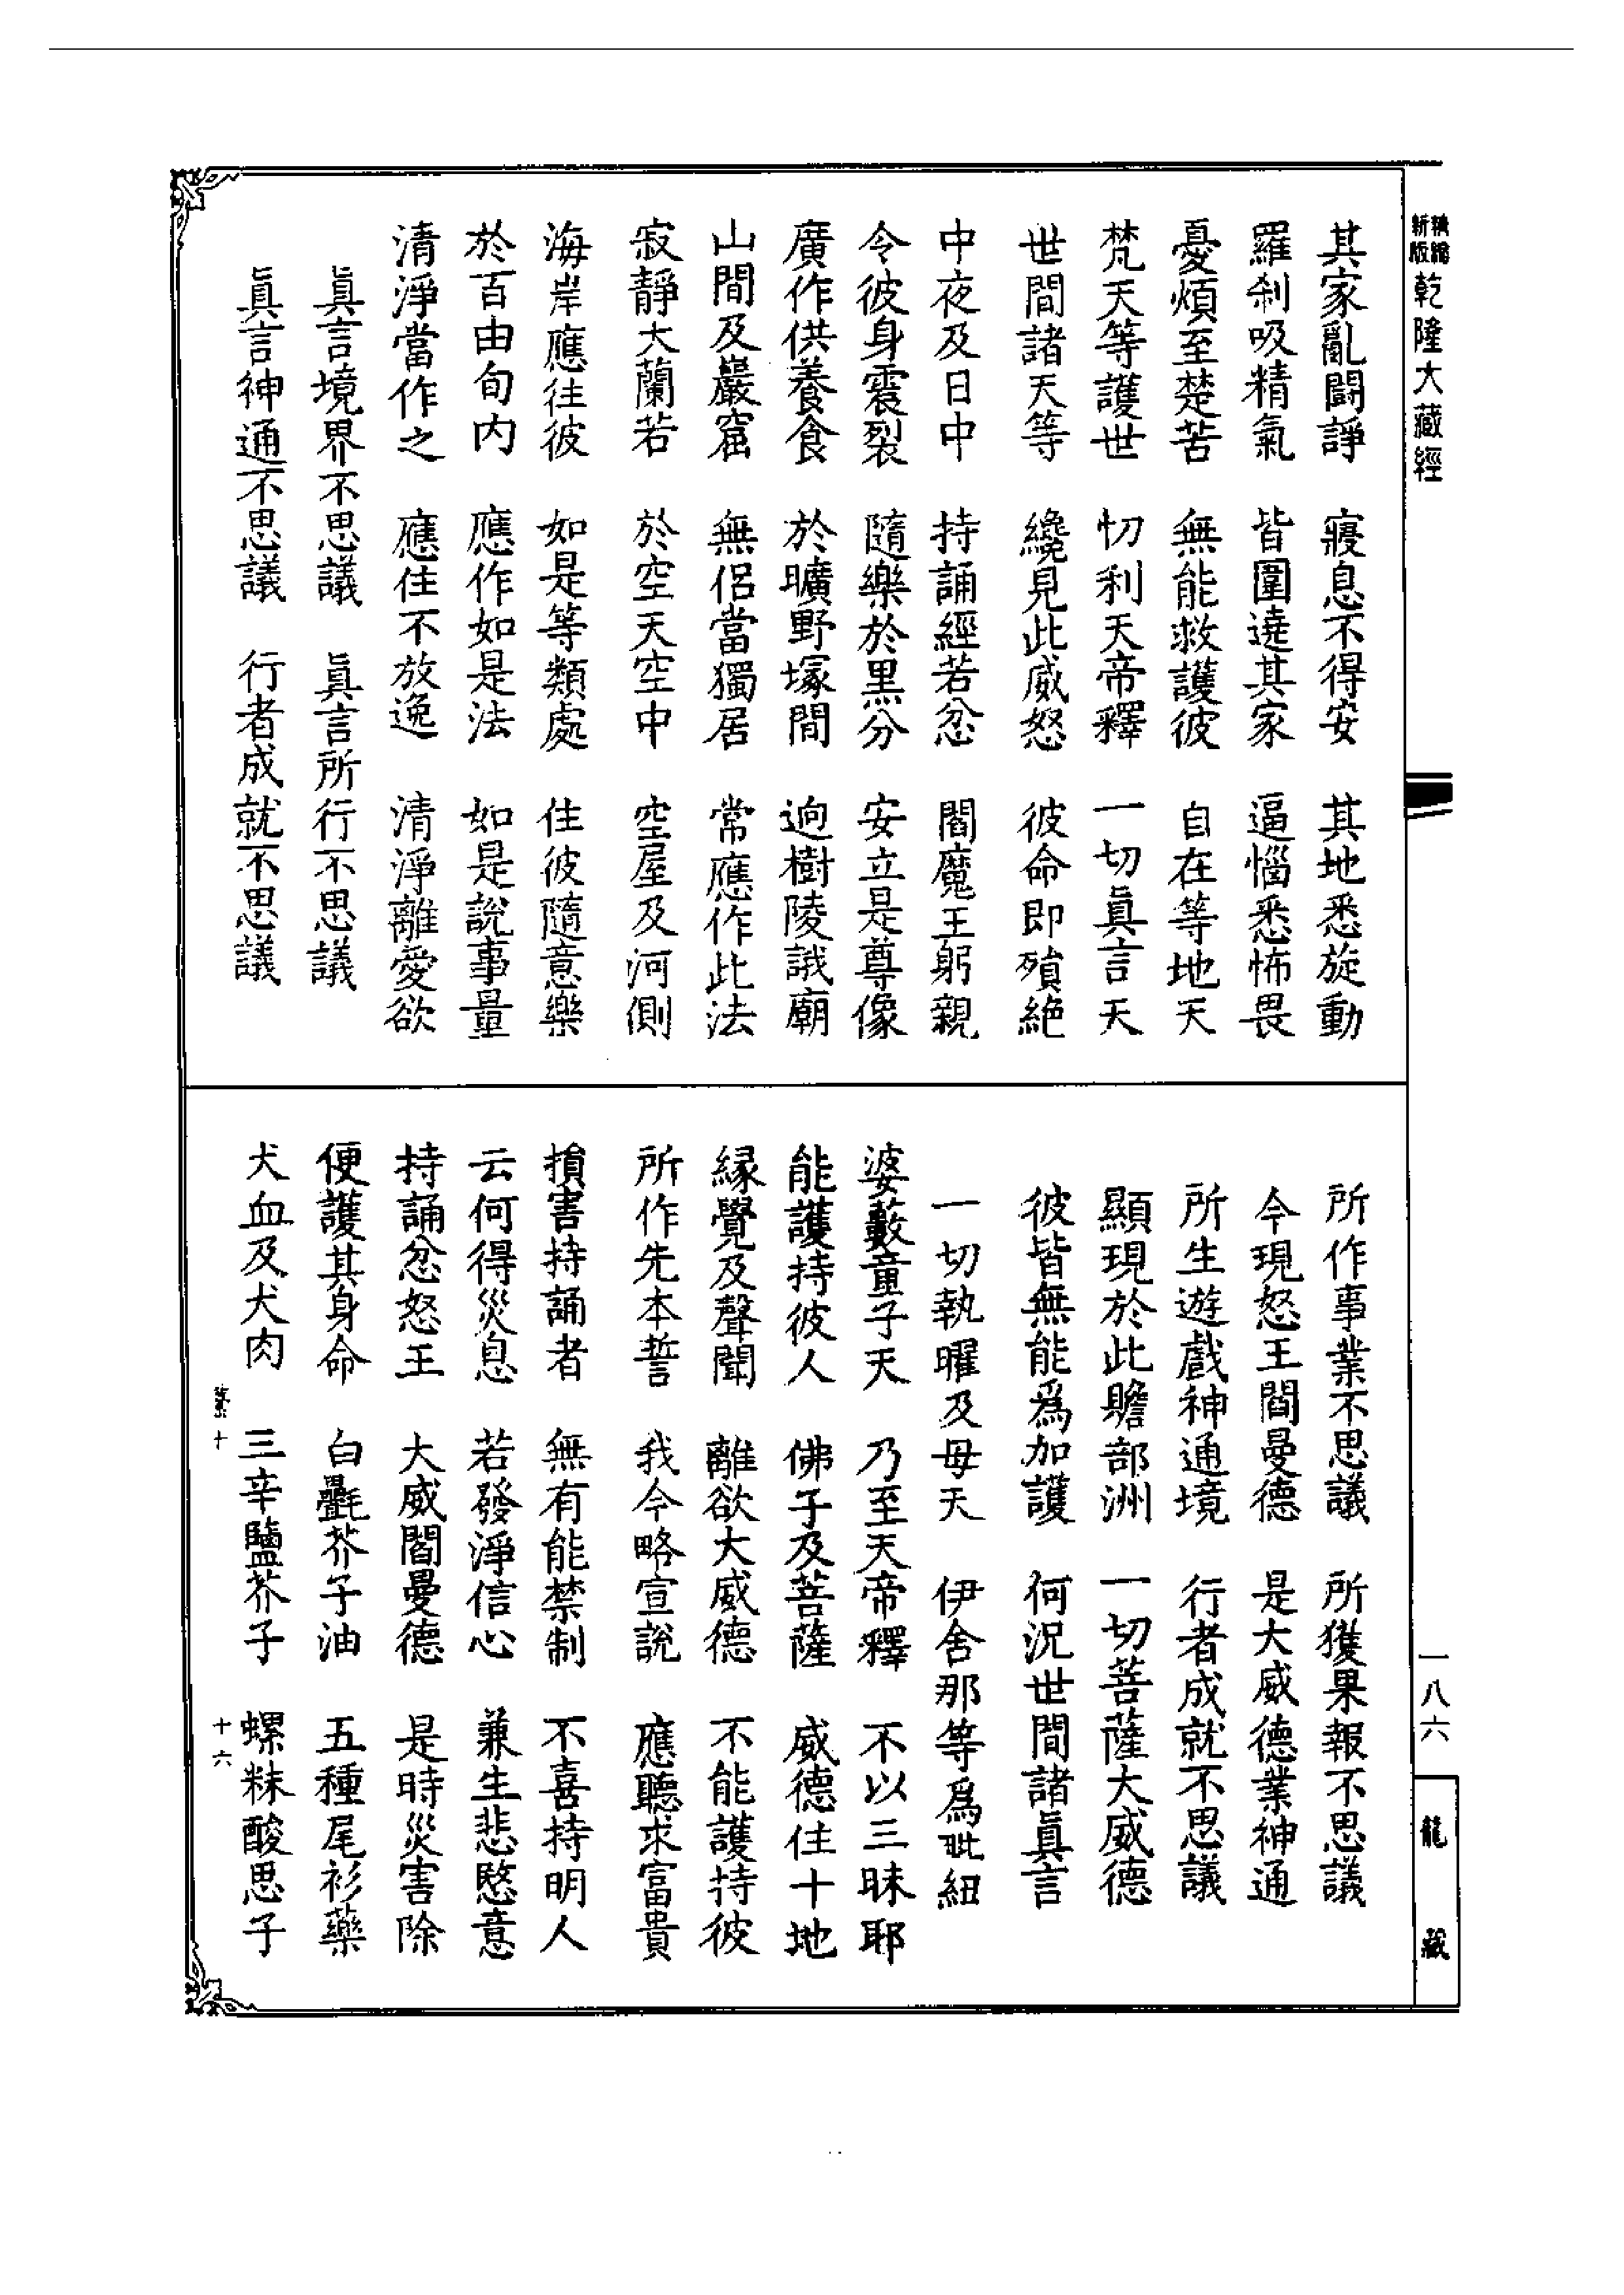 新編縮版乾隆大藏經
其家亂鬪諍　寢息不得安　其地悉旋動
羅剎吸精氣　皆圍遶其家　逼惱悉怖畏
憂煩至楚苦　無能救護彼　自在等地天
梵天等護世　忉利天帝釋　一切眞言天
世間諸天等　纔見此威怒　彼命即殞絕
中夜及日中　持誦經若忿　閻魔王躬親
令彼身震裂　隨樂於黑分　安立是尊像
廣作供養食　於曠野塚間　逈樹陵誐廟
山間及巖窟　無侶當獨居　常應作此法
寂靜大蘭若　於空天空中　空屋及河側
海岸應往彼　如是等類處　住彼隨意樂
於百由旬內　應作如是法　如是說事量
清淨當作之　應住不放逸　清淨離愛欲
眞言境界不思議　眞言所行不思議
眞言神通不思議　行者成就不思議
所作事業不思議　所獲果報不思議
今現怒王閻曼德　是大威德業神通
所生遊戲神通境　行者成就不思議
顯現於此贍部洲　一切菩薩大威德
彼皆無能爲加護　何況世間諸眞言
一切執曜及母天　伊舍那等爲毗紐
婆藪童子天　乃至天帝釋　不以三昧耶
能護持彼人　佛子及菩薩　威德住十地
緣覺及聲聞　離欲大威德　不能護持彼
所作先本誓　我今略宣說　應聽求富貴
損害持誦者　無有能禁制　不喜持明人
云何得災息　若發淨信心　兼生悲愍意
持誦忿怒王　大威閻曼德　是時災害除
便護其身命　白氎芥子油　五種尾衫藥
犬血及犬肉　三辛鹽芥子　螺粖酸思子
十　十六
一八六
龍藏